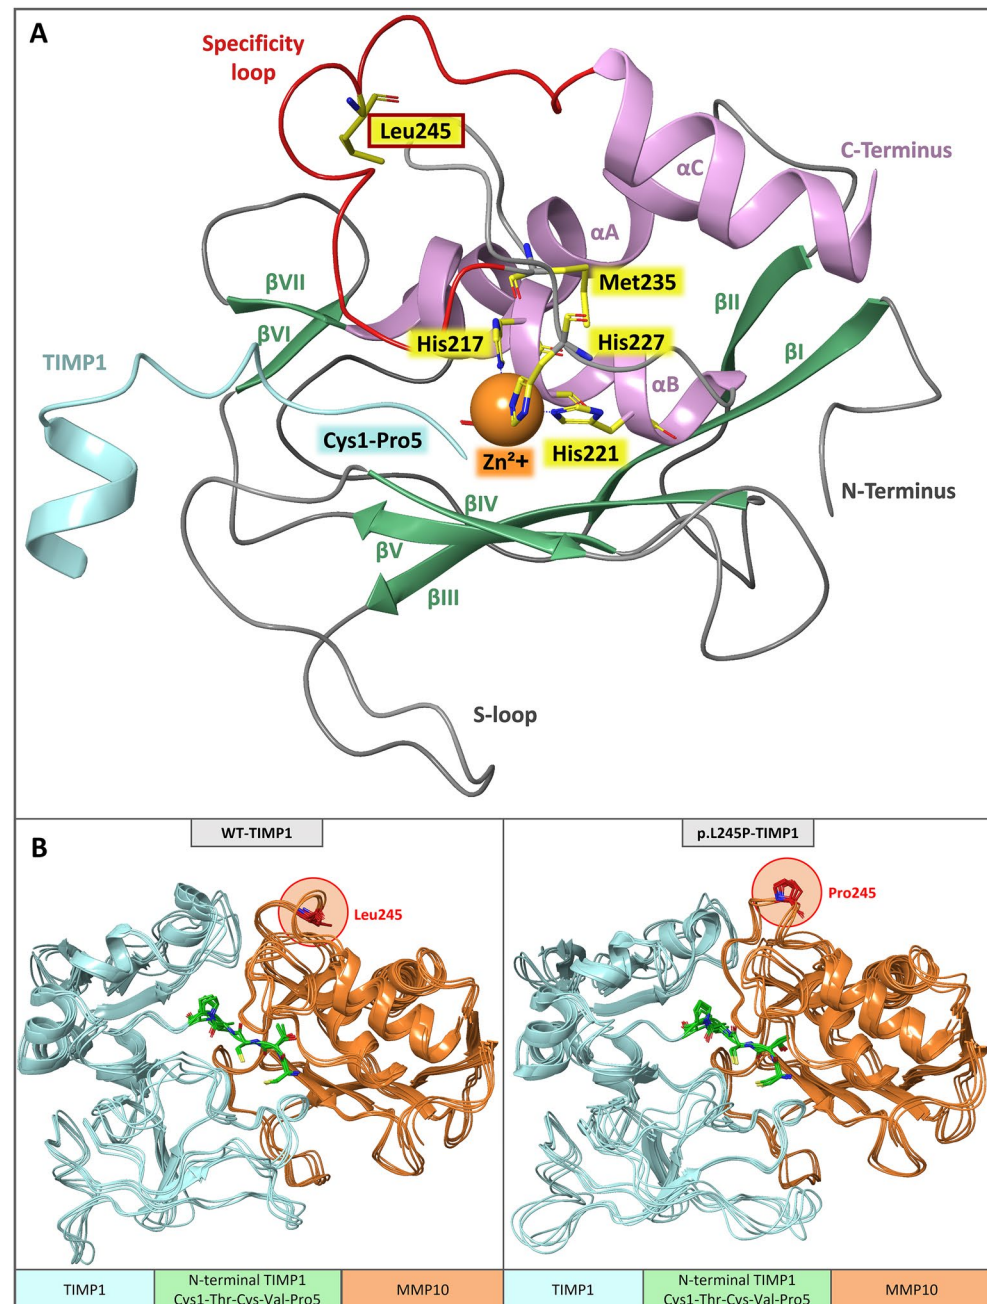 A
Specificity
loop
Leu245
αC
C-Terminus
αA
βVII
Met235
βII
βVI
His217
His227
βI
TIMP1
αB
Cys1-Pro5
His221
Zn²+
N-Terminus
βIV
βV
βIII
S-loop
B
WT-TIMP1
p.L245P-TIMP1
Leu245
Pro245
TIMP1
N-terminal TIMP1
Cys1-Thr-Cys-Val-Pro5
MMP10
TIMP1
N-terminal TIMP1
Cys1-Thr-Cys-Val-Pro5
MMP10